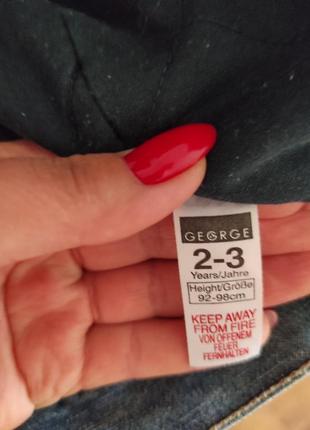 GEORGE
2-3
Years/Jahre
Height/Größe
92-98cm
KEEP AWAY
FROM FIRE
VON OFFENEM
FEUER
FERNHALTEN